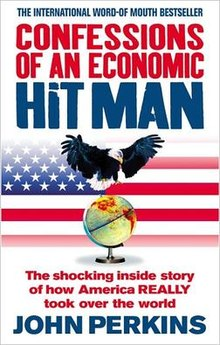 THE INTERNATIONAL WORD-OF MOUTH BESTSELLER
CONFESSIONS
OF AN ECONOMIC
HiT MAN
The shocking inside story
of how America REALLY
took over the world
JOHN PERKINS